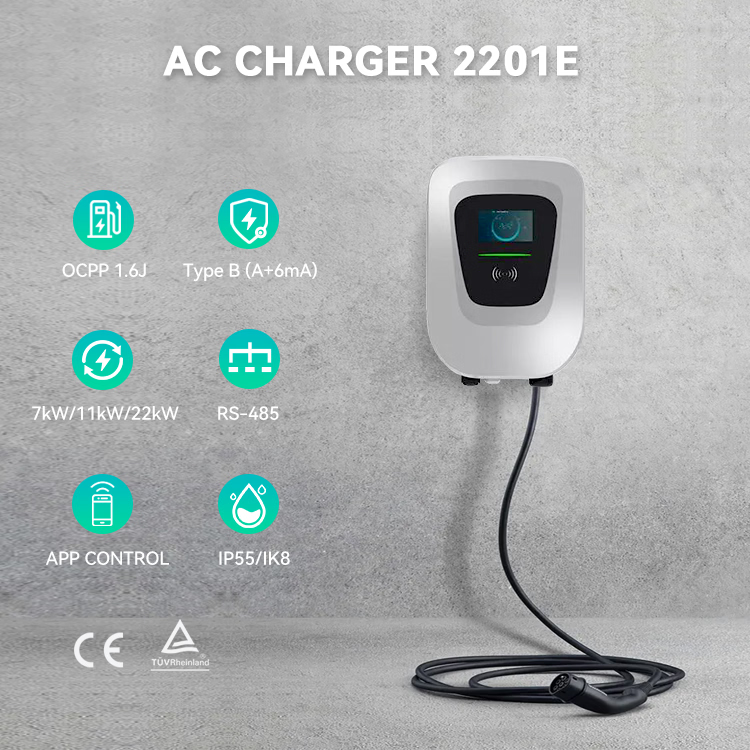 AC CHARGER 2201E
OCPP 1.6J
Type B (A+6mA)
7kW/11kW/22kW
RS-485
APP CONTROL
IP55/IK8
CE
TÜVRheinland